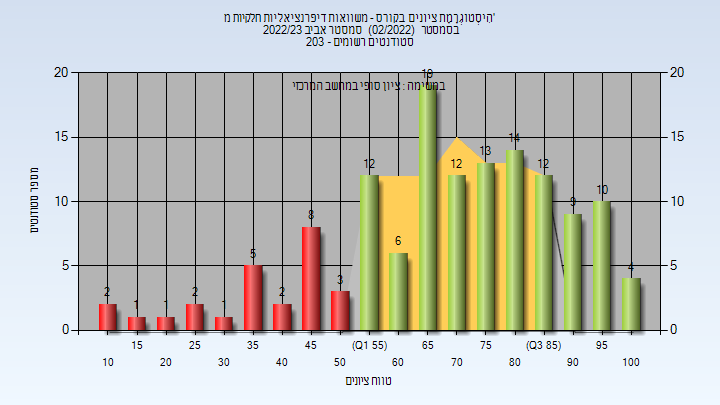 היסטוגרמת ציונים בקורס - משוואות דיפרנציאליות חלקיות מ'
בסמסטר (02/2022) סמסטר אביב 2022/23
סטודנטים רשומים - 203
במשימה : ציון סופי במחשב המרכזי
20 20
15 15
10 10
5 5
0 0
מספר סטודנטים
2 1 1 2 1 5 2 8 3 12 6 19 12 13 14 12 9 10 4
15 25 35 45 (Q1 55) 65 75 (Q3 85) 95
10 20 30 40 50 60 70 80 90 100
טווח ציונים